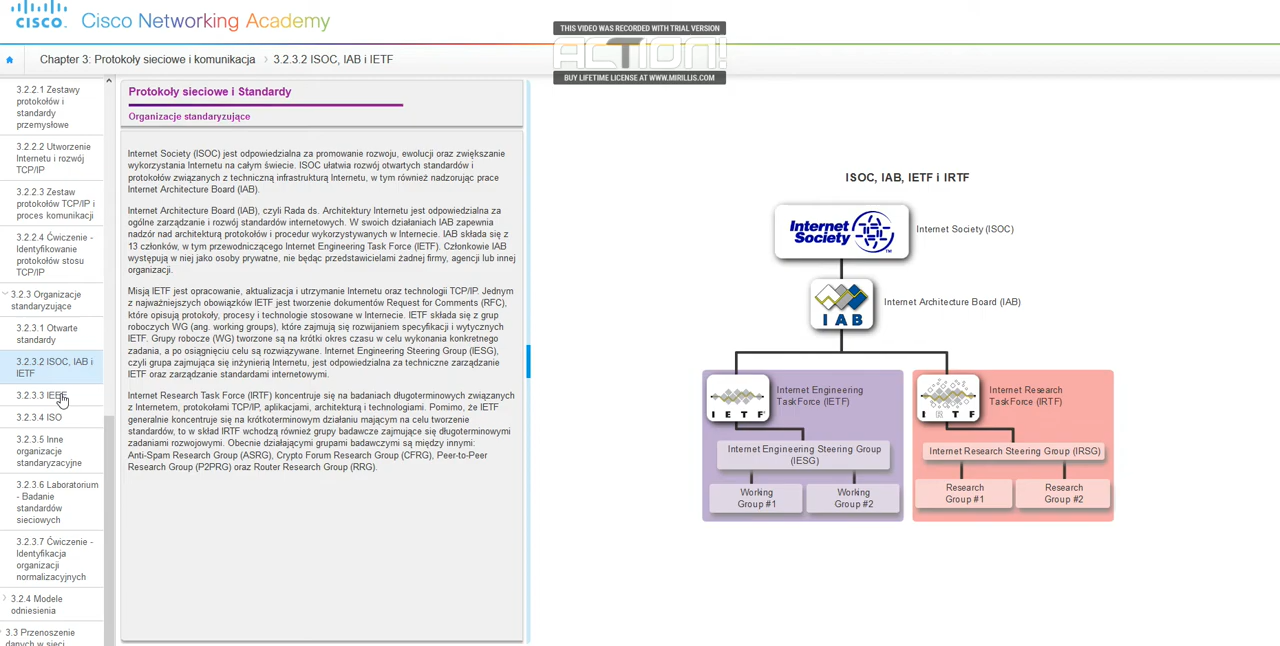 CISCO.
Cisco Networking Academy
THIS VIDEO WAS RECORDED WITH TRIAL VERSION
ACTION!
BUY LIFETIME LICENSE AT WWW.MIRILLIS.COM
Chapter 3: Protokoły sieciowe i komunikacja
3.2.3.2 ISOC, IAB i IETF
3.2.2.1 Zestawy
protokołów i
standardy
przemysłowe
3.2.2.2 Utworzenie
Internetu i rozwój
TCP/IP
3.2.2.3 Zestaw
protokołów TCP/IP i
proces komunikacji
3.2.2.4 Ćwiczenie -
Identyfikowanie
protokołów stosu
TCP/IP
3.2.3 Organizacje
standaryzujące
3.2.3.1 Otwarte
standardy
3.2.3.2 ISOC, IAB i
IETF
3.2.3.3
3.2.3.4 ISO
3.2.3.5 Inne
organizacje
standaryzacyjne
3.2.3.6 Laboratorium
- Badanie
standardów
sieciowych
3.2.3.7 Ćwiczenie -
Identyfikacja
organizacji
normalizacyjnych
3.2.4 Modele
odniesienia
3.3 Przenoszenie
danych w sieci
Protokoły sieciowe i Standardy
Organizacje standaryzujące
Internet Society (ISOC) jest odpowiedzialna za promowanie rozwoju, ewolucji oraz zwiększanie
wykorzystania Internetu na całym świecie. ISOC ułatwia rozwój otwartych standardów i
protokołów związanych z techniczną infrastrukturą Internetu, w tym również nadzorując prace
Internet Architecture Board (IAB).
Internet Architecture Board (IAB), czyli Rada ds. Architektury Internetu jest odpowiedzialna za
ogólne zarządzanie i rozwój standardów internetowych. W swoich działaniach IAB zapewnia
nadzór nad architekturą protokołów i procedur wykorzystywanych w Internecie. IAB składa się z
13 członków, w tym przewodniczącego Internet Engineering Task Force (IETF). Członkowie IAB
występują w niej jako osoby prywatne, nie będąc przedstawicielami żadnej firmy, agencji lub innej
organizacji.
Misją IETF jest opracowanie, aktualizacja i utrzymanie Internetu oraz technologii TCP/IP. Jednym
z najważniejszych obowiązków IETF jest tworzenie dokumentów Request for Comments (RFC),
które opisują protokoły, procesy i technologie stosowane w Internecie. IETF składa się z grup
roboczych WG (ang. working groups), które zajmują się rozwijaniem specyfikacji i wytycznych
IETF. Grupy robocze (WG) tworzone są na krótki okres czasu w celu wykonania konkretnego
zadania, a po osiągnięciu celu są rozwiązywane. Internet Engineering Steering Group (IESG),
czyli grupa zajmująca się inżynierią Internetu, jest odpowiedzialna za techniczne zarządzanie
IETF oraz zarządzanie standardami internetowymi.
Internet Research Task Force (IRTF) koncentruje się na badaniach długoterminowych związanych
z Internetem, protokołami TCP/IP, aplikacjami, architekturą i technologiami. Pomimo, że IETF
generalnie koncentruje się na krótkoterminowym działaniu mającym na celu tworzenie
standardów, to w skład IRTF wchodzą również grupy badawcze zajmujące się długoterminowymi
zadaniami rozwojowymi. Obecnie działającymi grupami badawczymi są między innymi:
Anti-Spam Research Group (ASRG), Crypto Forum Research Group (CFRG), Peer-to-Peer
Research Group (P2PRG) oraz Router Research Group (RRG).
ISOC, IAB, IETF i IRTF
Internet
Society
TM
Internet Society (ISOC)
IAB
Internet Architecture Board (IAB)
IETF
Internet Engineering
TaskForce (IETF)
Internet Engineering Steering Group
(IESG)
Working
Group #1
Working
Group #2
IRTF
Internet Research
TaskForce (IRTF)
Internet Research Steering Group (IRSG)
Research
Group #1
Research
Group #2